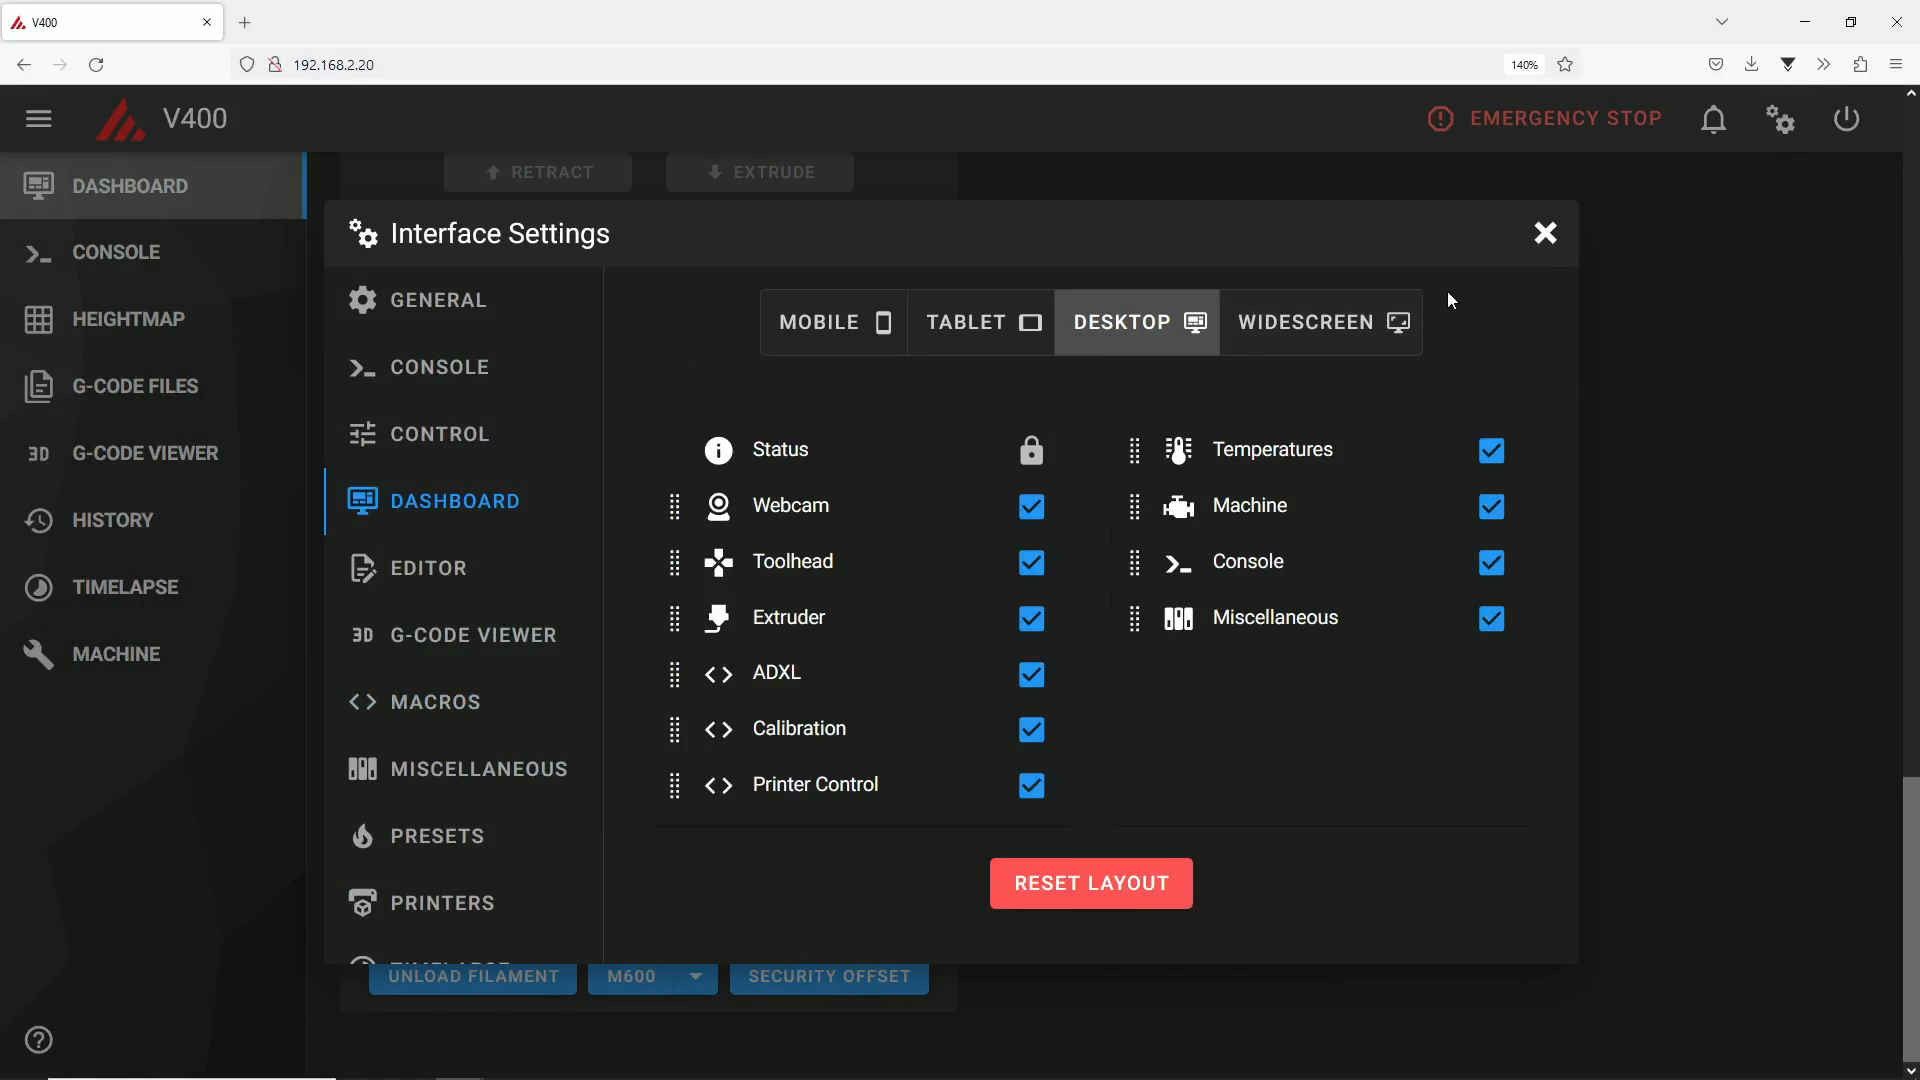 V400
192.168.2.20
140%
V400
EMERGENCY STOP
RETRACT
EXTRUDE
DASHBOARD
CONSOLE
HEIGHTMAP
G-CODE FILES
3D G-CODE VIEWER
HISTORY
TIMELAPSE
MACHINE
Interface Settings
GENERAL
CONSOLE
CONTROL
DASHBOARD
EDITOR
3D G-CODE VIEWER
MACROS
MISCELLANEOUS
PRESETS
PRINTERS
MOBILE
TABLET
DESKTOP
WIDESCREEN
Status
Webcam
Toolhead
Extruder
ADXL
Calibration
Printer Control
Temperatures
Machine
Console
Miscellaneous
RESET LAYOUT
UNLOAD FILAMENT
M600
SECURITY OFFSET